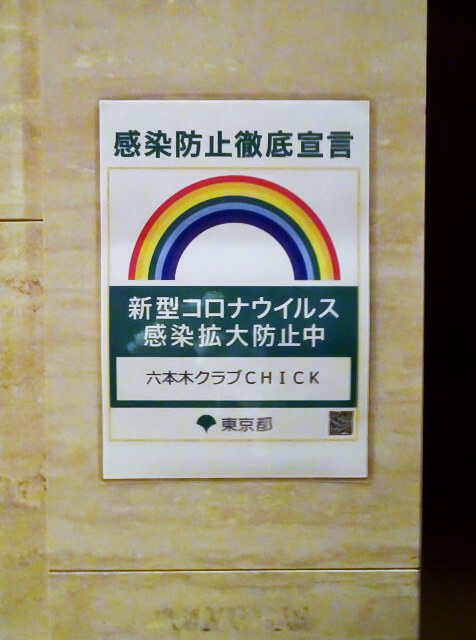 感染防止徹底宣言
新型コロナウイルス
感染拡大防止中
六本木クラブＣＨＩＣＫ
東京都